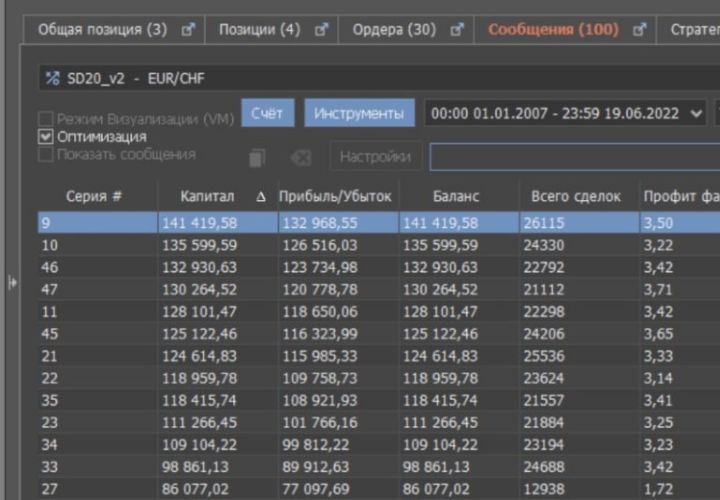 Общая позиция (3) Позиции (4) Ордера (30) Сообщения (100)
SD20_v2 - EUR/CHF
Режим Визуализации (VM) Счёт Инструменты 00:00 01.01.2007 - 23:59 19.06.2022
Оптимизация
Показать сообщения Настройки
Серия # Капитал Δ Прибыль/Убыток Баланс Всего сделок Профит
9 141 419,58 132 968,55 141 419,58 26115 3,50
10 135 599,59 126 516,03 135 599,59 24330 3,22
46 132 930,63 123 734,98 132 930,63 22792 3,42
47 130 264,52 120 778,78 130 264,52 21112 3,71
11 128 101,47 118 650,06 128 101,47 22298 3,42
45 125 122,46 116 323,99 125 122,46 24206 3,65
21 124 614,83 115 985,33 124 614,83 25536 3,33
22 118 959,78 109 758,73 118 959,78 23624 3,14
35 118 415,74 108 921,93 118 415,74 21557 3,41
23 111 266,45 101 766,16 111 266,45 21884 3,25
34 109 104,22 99 812,22 109 104,22 23194 3,23
33 98 861,13 89 912,63 98 861,13 24688 3,42
27 86 077,02 77 097,69 86 077,02 12938 1,72